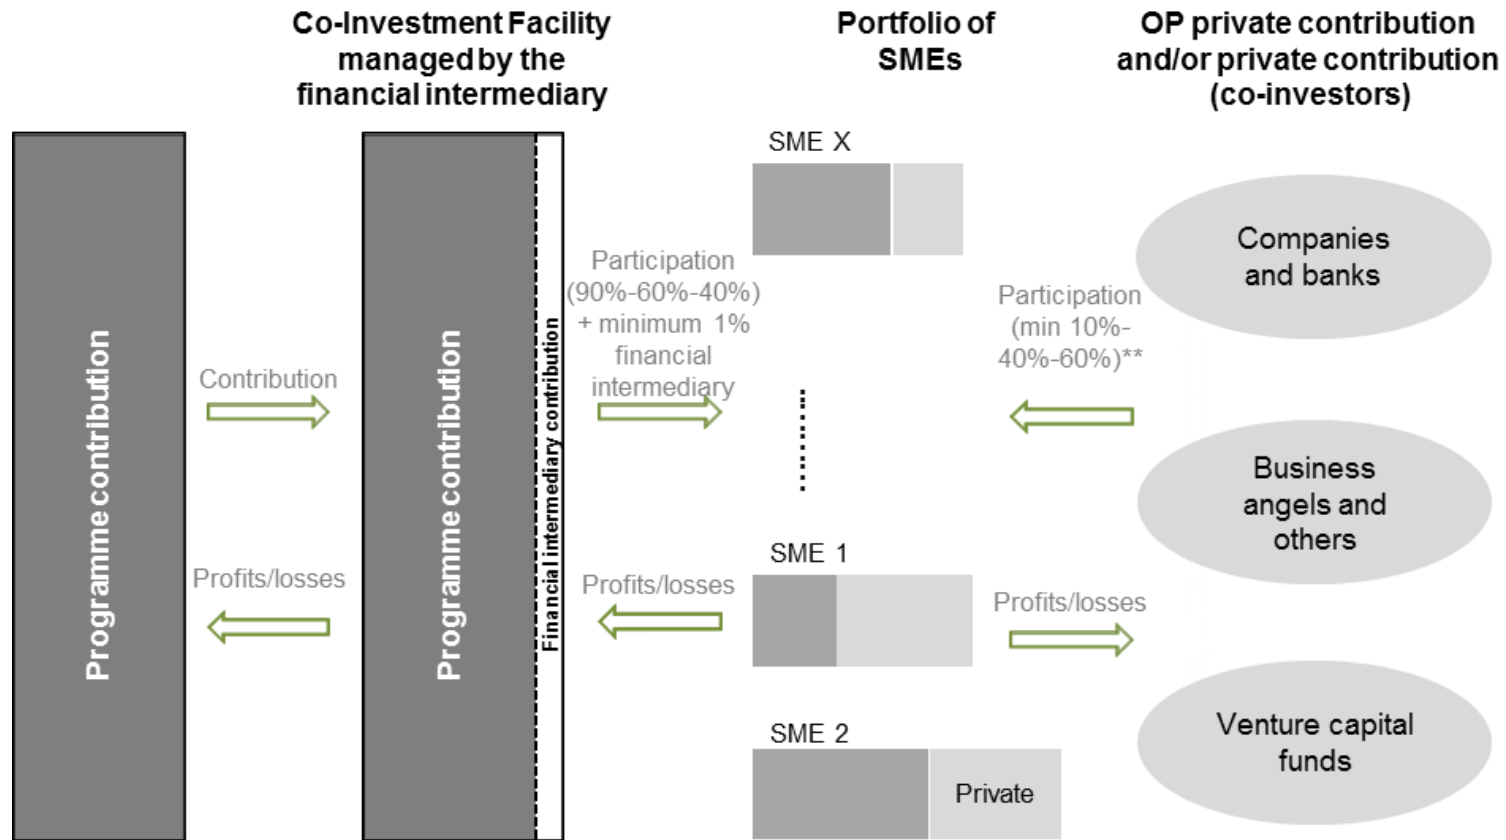 Co-Investment Facility
managed by the
financial intermediary
Portfolio of
SMEs
OP private contribution
and/or private contribution
(co-investors)
Programme contribution
Contribution
Profits/losses
Programme contribution
Financial intermediary contribution
Participation
(90%-60%-40%)
+ minimum 1%
financial
intermediary
Profits/losses
SME X
SME 1
SME 2
Private
Participation
(min 10%-
40%-60%)**
Profits/losses
Companies
and banks
Business
angels and
others
Venture capital
funds